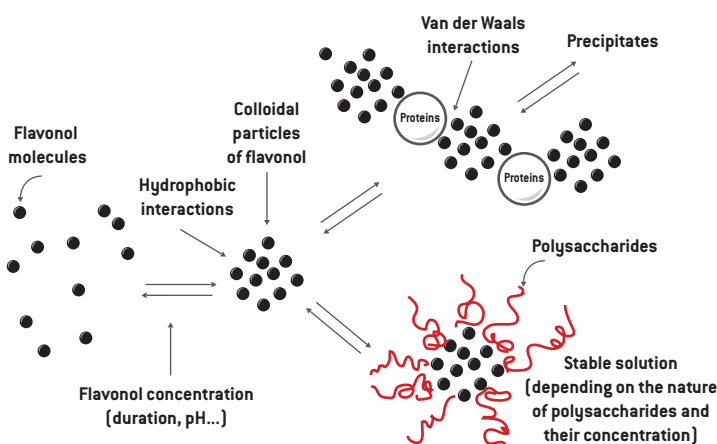 Flavonol
molecules
Hydrophobic
interactions
Colloidal
particles
of flavonol
Flavonol concentration
(duration, pH...)
Van der Waals
interactions
Precipitates
Proteins
Proteins
Polysaccharides
Stable solution
(depending on the nature
of polysaccharides and
their concentration)